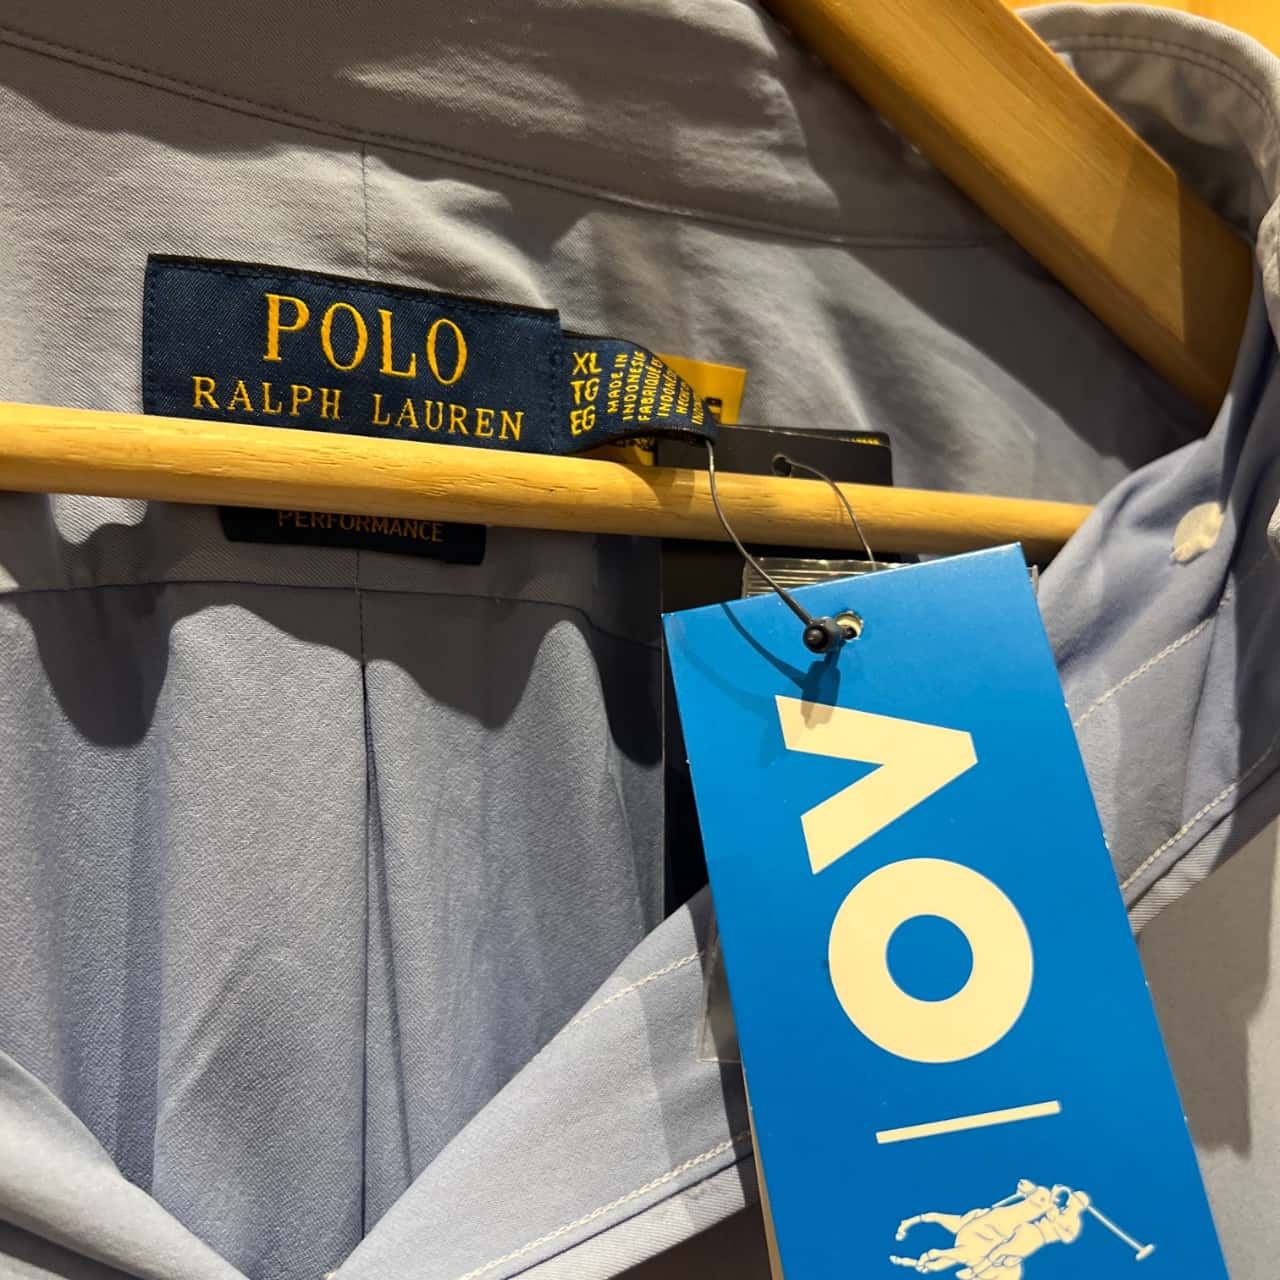 POLO
RALPH LAUREN
XL
TG
EG
MADE IN
INDONESIA
PERFORMANCE
AO